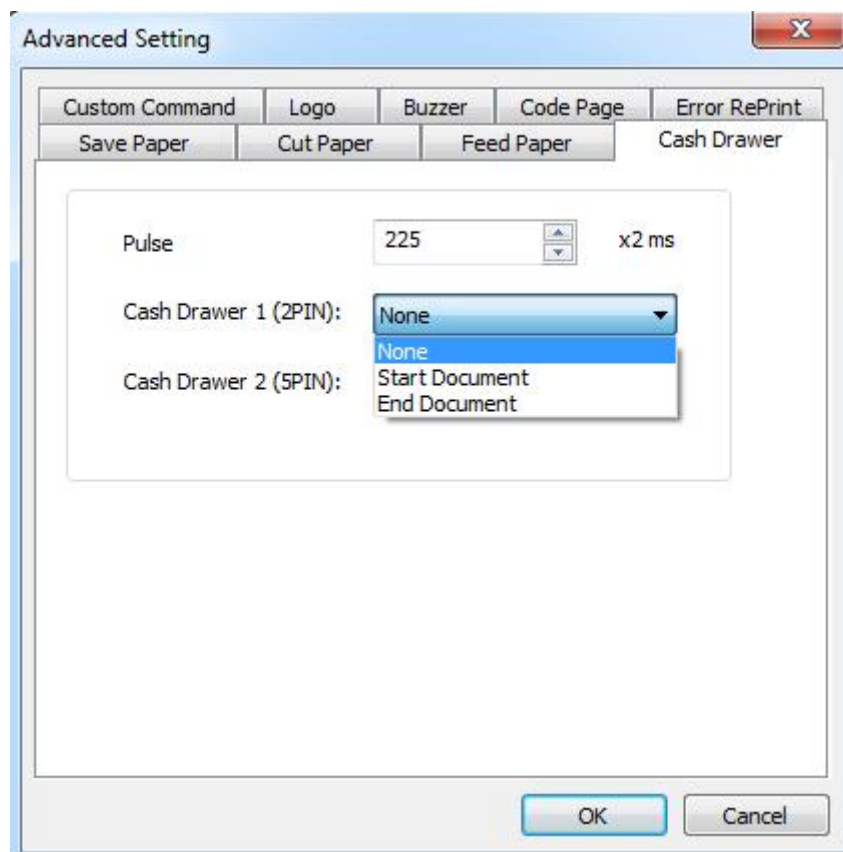 Advanced Setting
Custom Command Logo Buzzer Code Page Error RePrint
Save Paper Cut Paper Feed Paper Cash Drawer
Pulse 225 x2 ms
Cash Drawer 1 (2PIN): None
None
Start Document
Cash Drawer 2 (5PIN):
End Document
OK Cancel